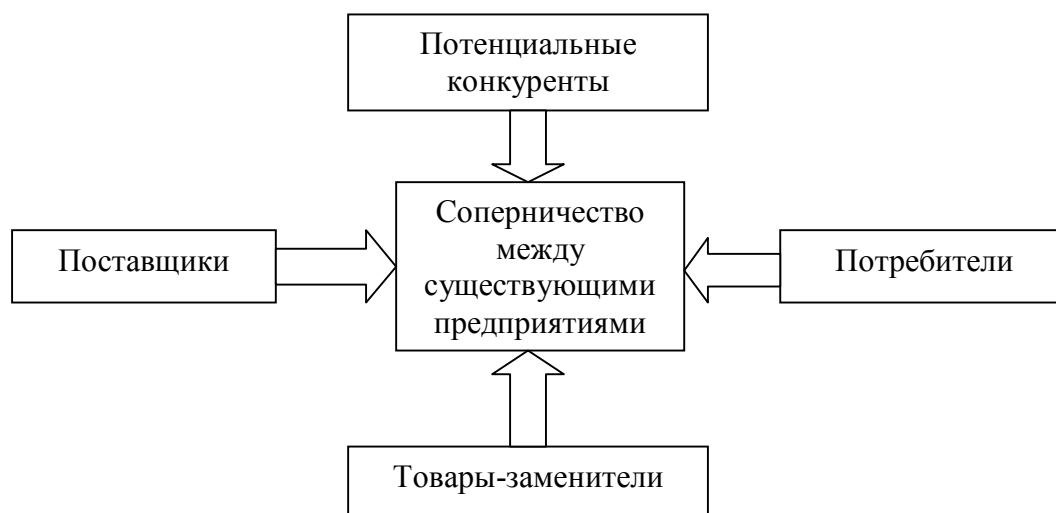 Потенциальные
конкуренты
Поставщики
Соперничество
между
существующими
предприятиями
Потребители
Товары-заменители